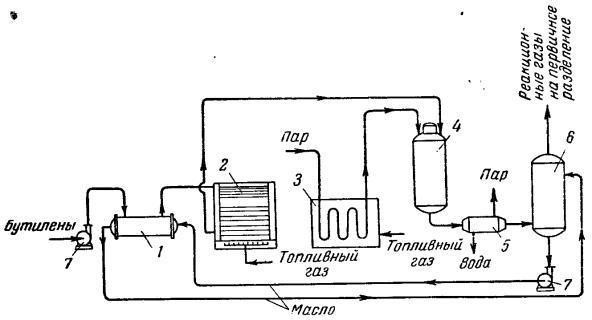 Реакцион-
ные газы
на первичное
разделение
4
6
Пар
2
Пар
3
Бутилены
7
1
Топливный
газ
Топливный
газ
5
Вода
7
Масло